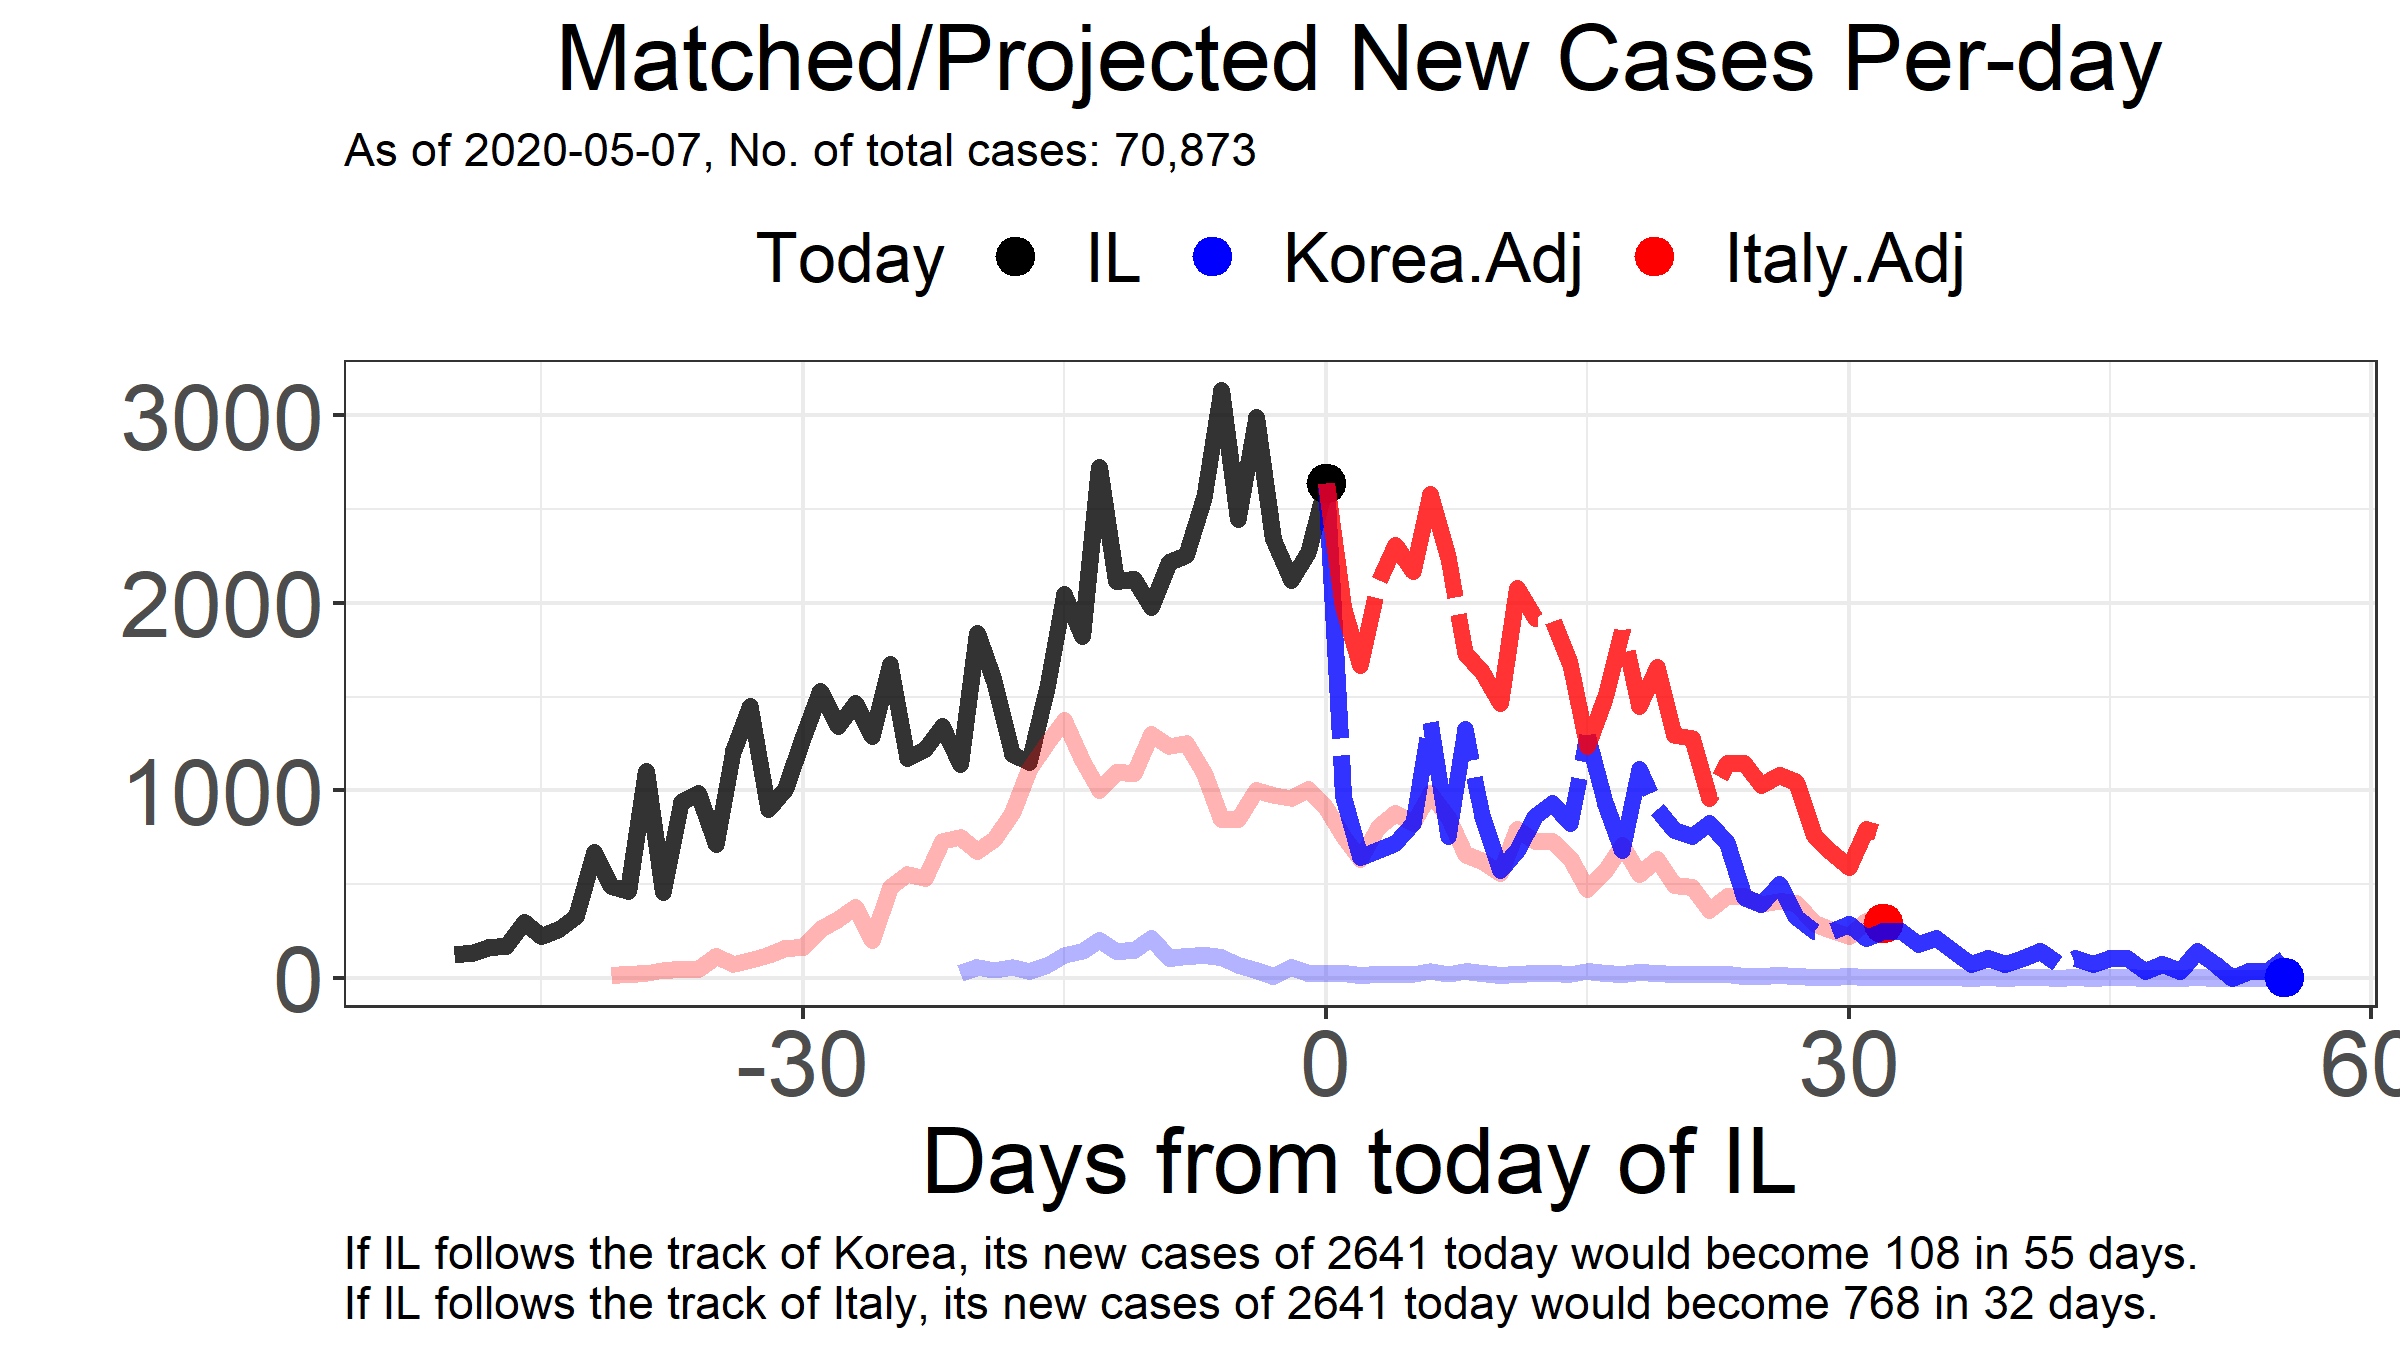 Matched/Projected New Cases Per-day
As of 2020-05-07, No. of total cases: 70,873
Today IL Korea.Adj Italy.Adj
3000
2000
1000
0
-30 0 30 60
Days from today of IL
If IL follows the track of Korea, its new cases of 2641 today would become 108 in 55 days.
If IL follows the track of Italy, its new cases of 2641 today would become 768 in 32 days.